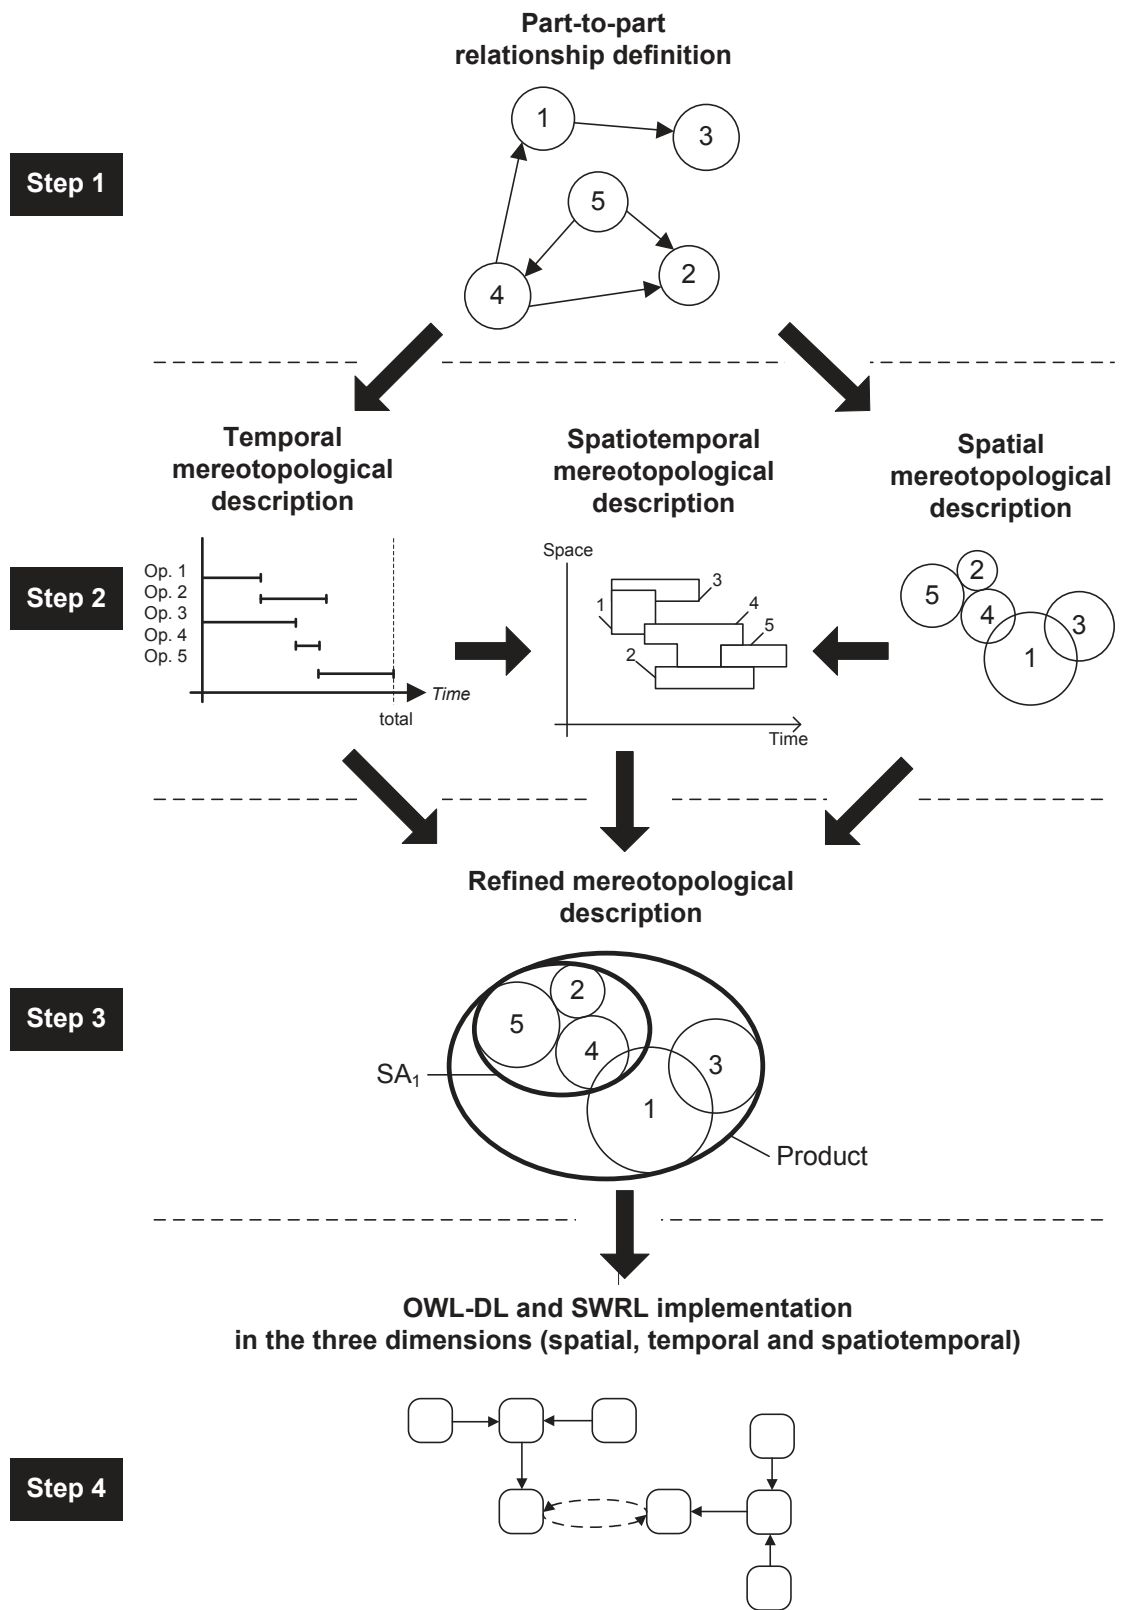 Part-to-part
relationship definition
Step 1
1
3
5
4
2
Temporal
mereotopological
description
Spatiotemporal
mereotopological
description
Spatial
mereotopological
description
Step 2
Op. 1
Op. 2
Op. 3
Op. 4
Op. 5
Time
total
Space
3
1
4
5
2
Time
2
5
4
3
1
Refined mereotopological
description
Step 3
2
5
4
3
SA₁
1
Product
OWL-DL and SWRL implementation
in the three dimensions (spatial, temporal and spatiotemporal)
Step 4